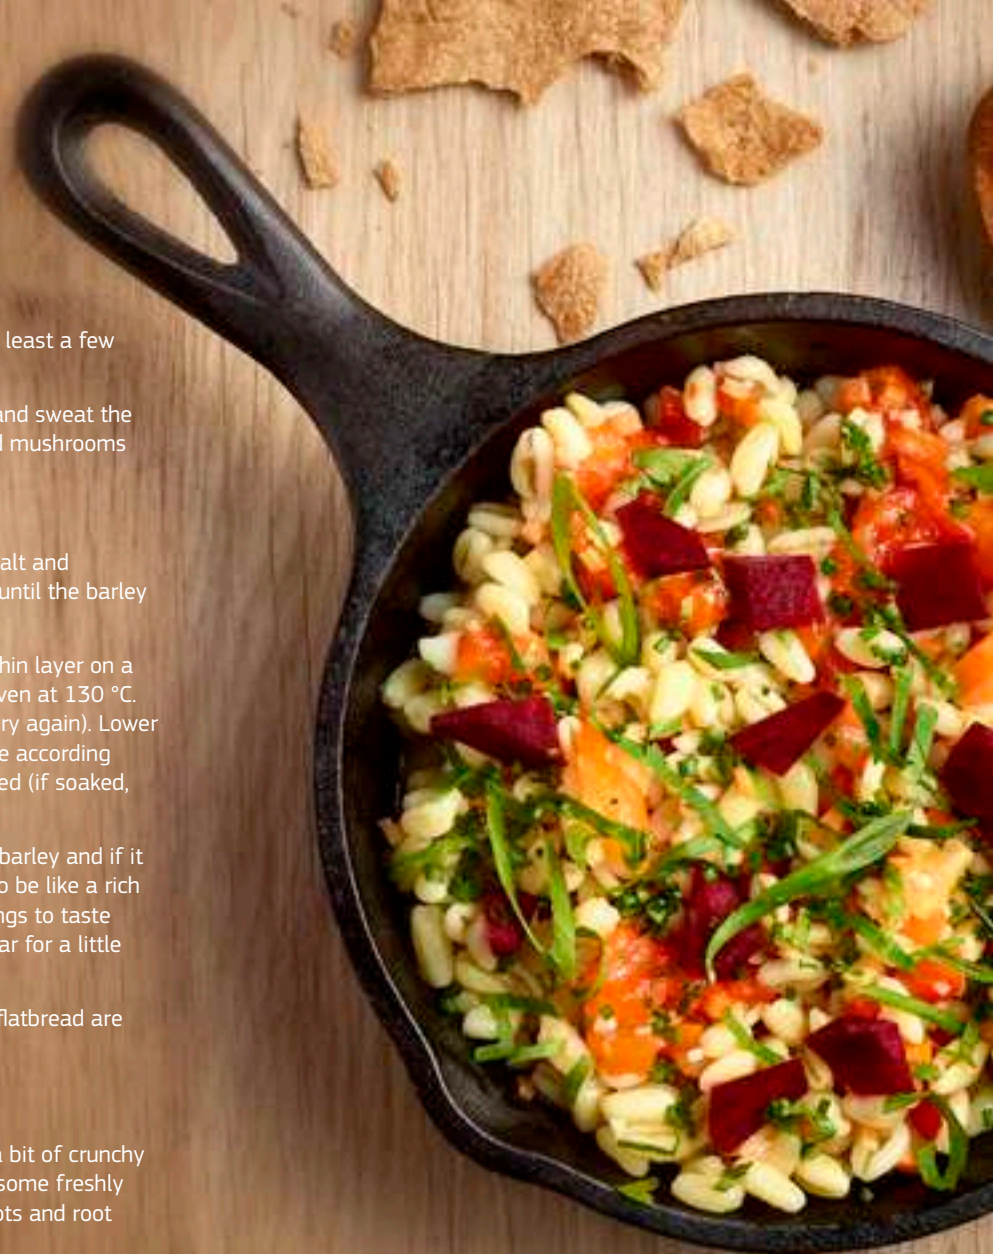 least a few
and sweat the
mushrooms
alt and
until the barley
hin layer on a
ven at 130 °C.
ry again). Lower
e according
ed (if soaked,
barley and if it
o be like a rich
ngs to taste
ar for a little
flatbread are
a bit of crunchy
some freshly
ots and root